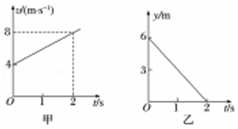 v/(m·s⁻¹)
8
4
O 1 2 t/s
甲
y/m
6
3
O 1 2 t/s
乙